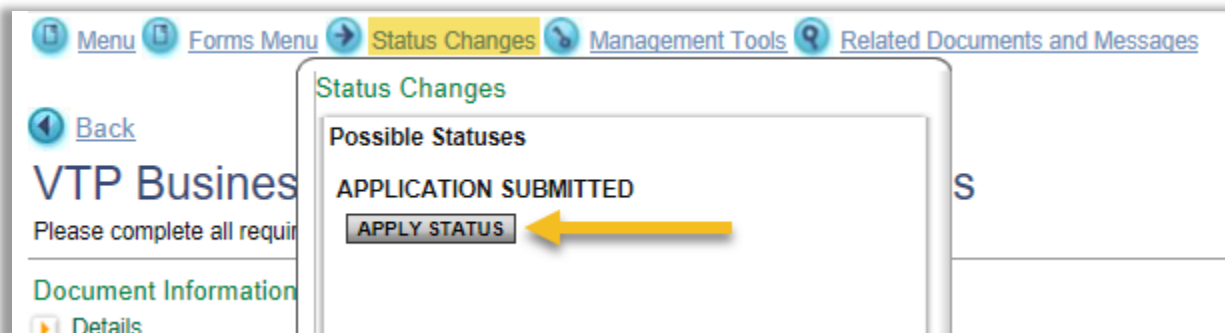 Menu Forms Menu Status Changes Management Tools Related Documents and Messages
Status Changes
Back
Possible Statuses
VTP Busines s
APPLICATION SUBMITTED
Please complete all requir
APPLY STATUS
Document Information
Details